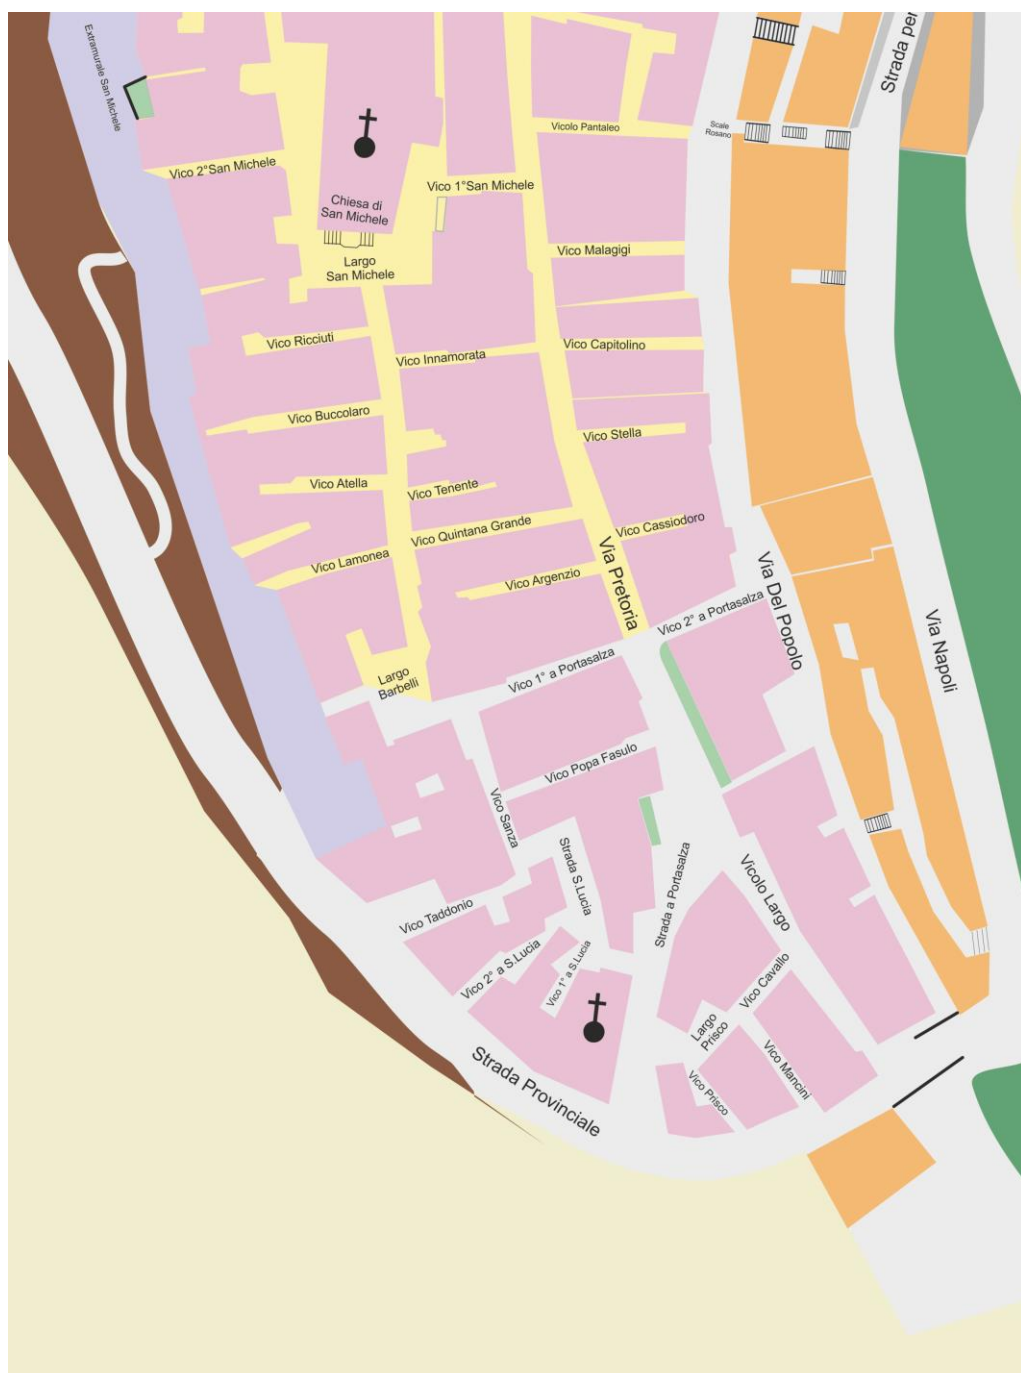 Extramurale San Michele
Strada per
Scale
Rosano
Vicolo Pantaleo
Vico 2°San Michele
Vico 1°San Michele
Chiesa di
San Michele
Largo
San Michele
Vico Malagigi
Vico Ricciuti
Vico Innamorata
Vico Capitolino
Vico Buccolaro
Vico Stella
Vico Atella
Vico Tenente
Vico Quintana Grande
Vico Cassiodoro
Vico Lamonea
Vico Argenzio
Via Pretoria
Via Del Popolo
Via Napoli
Vico 2° a Portasalza
Vico 1° a Portasalza
Largo
Barbelli
Vico Popa Fasulo
Vico Sanza
Strada S.Lucia
Strada a Portasalza
Vicolo Largo
Vico Taddonio
Vico 2° a S.Lucia
Vico 1° a S.Lucia
Vico Cavallo
Largo
Prisco
Vico Mancini
Vico Prisco
Strada Provinciale